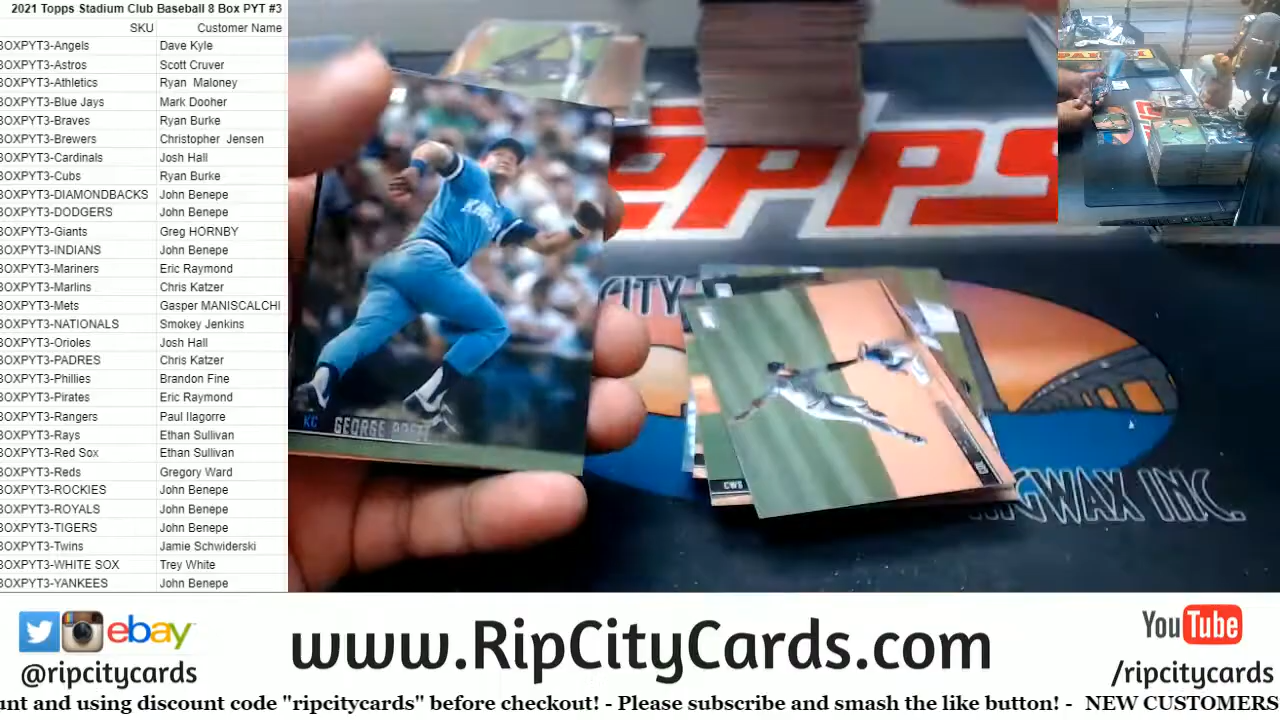 2021 Topps Stadium Club Baseball 8 Box PYT #3
SKU Customer Name
BOXPYT3-Angels Dave Kyle
BOXPYT3-Astros Scott Cruver
BOXPYT3-Athletics Ryan Maloney
BOXPYT3-Blue Jays Mark Dooher
BOXPYT3-Braves Ryan Burke
BOXPYT3-Brewers Christopher Jensen
BOXPYT3-Cardinals Josh Hall
BOXPYT3-Cubs Ryan Burke
BOXPYT3-DIAMONDBACKS John Benepe
BOXPYT3-DODGERS John Benepe
BOXPYT3-Giants Greg HORNBY
BOXPYT3-INDIANS John Benepe
BOXPYT3-Mariners Eric Raymond
BOXPYT3-Marlins Chris Katzer
BOXPYT3-Mets Gasper MANISCALCHI
BOXPYT3-NATIONALS Smokey Jenkins
BOXPYT3-Orioles Josh Hall
BOXPYT3-PADRES Chris Katzer
BOXPYT3-Phillies Brandon Fine
BOXPYT3-Pirates Eric Raymond
BOXPYT3-Rangers Paul Ilagorre
BOXPYT3-Rays Ethan Sullivan
BOXPYT3-Red Sox Ethan Sullivan
BOXPYT3-Reds Gregory Ward
BOXPYT3-ROCKIES John Benepe
BOXPYT3-ROYALS John Benepe
BOXPYT3-TIGERS John Benepe
BOXPYT3-Twins Jamie Schwiderski
BOXPYT3-WHITE SOX Trey White
BOXPYT3-YANKEES John Benepe
KC GEORGE
TOPPS
CITY
CWS
INGWAX INC.
ebay
@ripcitycards
www.RipCityCards.com
YouTube
/ripcitycards
unt and using discount code "ripcitycards" before checkout! - Please subscribe and smash the like button! - NEW CUSTOMERS